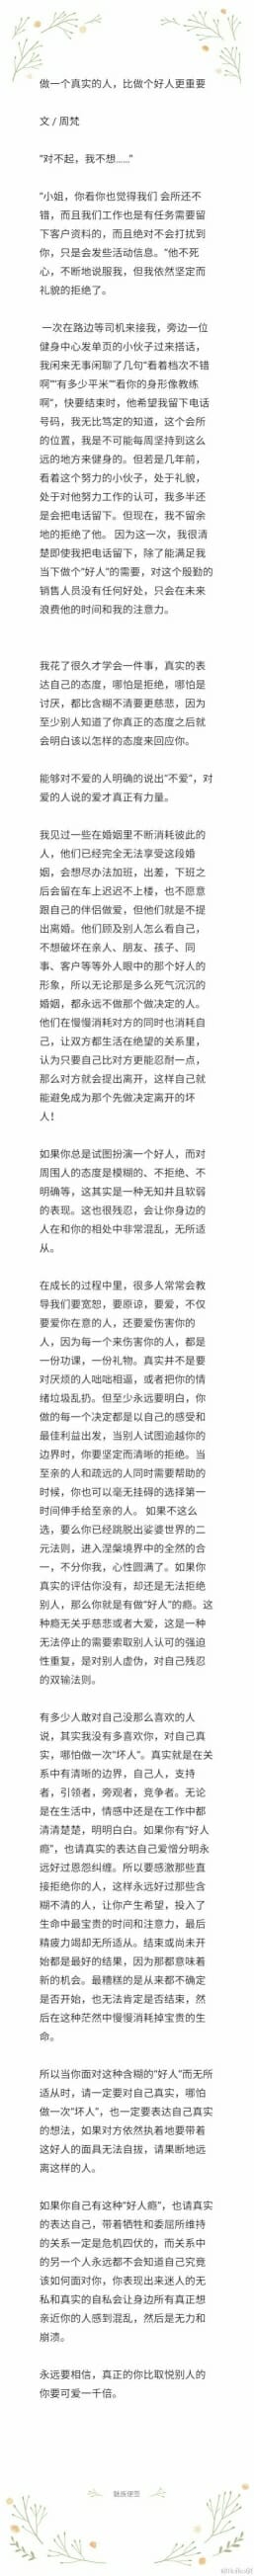 做一个真实的人，比做个好人更重要
文 / 周梵
“对不起，我不想……”
“小姐，你看你也觉得我们 会所还不
错，而且我们工作也是有任务需要留
下客户资料的，而且绝对不会打扰到
你，只是会发些活动信息。”他不死
心，不断地说服我，但我依然坚定而
礼貌的拒绝了。
一次在路边等司机来接我，旁边一位
健身中心发单页的小伙子过来搭话，
我闲来无事闲聊了几句“看着档次不错
啊”“有多少平米”“看你的身形像教练
啊”，快要结束时，他希望我留下电话
号码，我无比笃定的知道，这个会所
的位置，我是不可能每周坚持到这么
远的地方来健身的。但若是几年前，
看着这个努力的小伙子，处于礼貌，
处于对他努力工作的认可，我多半还
是会把电话留下。但现在，我不留余
地的拒绝了他。 因为这一次，我很清
楚即使我把电话留下，除了能满足我
当下做个“好人”的需要，对这个殷勤的
销售人员没有任何好处，只会在未来
浪费他的时间和我的注意力。
我花了很久才学会一件事，真实的表
达自己的态度，哪怕是拒绝，哪怕是
讨厌，都比含糊不清要更慈悲，因为
至少别人知道了你真正的态度之后就
会明白该以怎样的态度来回应你。
能够对不爱的人明确的说出“不爱”，对
爱的人说的爱才真正有力量。
我见过一些在婚姻里不断消耗彼此的
人，他们已经完全无法享受这段婚
姻，会想尽办法加班，出差，下班之
后会留在车上迟迟不上楼，也不愿意
跟自己的伴侣做爱，但他们就是不提
出离婚。他们顾及别人怎么看自己，
不想破坏在亲人、朋友、孩子、同
事、客户等等外人眼中的那个好人的
形象，所以无论那是多么死气沉沉的
婚姻，都永远不做那个做决定的人。
他们在慢慢消耗对方的同时也消耗自
己，让双方都生活在绝望的关系里，
认为只要自己比对方更能忍耐一点，
那么对方就会提出离开，这样自己就
能避免成为那个先做决定离开的坏
人！
如果你总是试图扮演一个好人，而对
周围人的态度是模糊的、不拒绝、不
明确等，这其实是一种无知并且软弱
的表现。这也很残忍，会让你身边的
人在和你的相处中非常混乱，无所适
从。
在成长的过程中里，很多人常常会教
导我们要宽恕，要原谅，要爱，不仅
要爱你在意的人，还要爱伤害你的
人，因为每一个来伤害你的人，都是
一份功课，一份礼物。真实并不是要
对厌烦的人咄咄相逼，或者把你的情
绪垃圾乱扔。但至少永远要明白，你
做的每一个决定都是以自己的感受和
最佳利益出发，当别人试图逾越你的
边界时，你要坚定而清晰的拒绝。当
至亲的人和疏远的人同时需要帮助的
时候，你也可以毫无挂碍的选择第一
时间伸手给至亲的人。 如果不这么
选，要么你已经跳脱出娑婆世界的二
元法则，进入涅槃境界中的全然的合
一，不分你我，心性圆满了。如果你
真实的评估你没有，却还是无法拒绝
别人，那么你就是有做“好人”的瘾。这
种瘾无关乎慈悲或者大爱，这是一种
无法停止的需要索取别人认可的强迫
性重复，是对别人虚伪，对自己残忍
的双输法则。
有多少人敢对自己没那么喜欢的人
说，其实我没有多喜欢你，对自己真
实，哪怕做一次“坏人”。真实就是在关
系中有清晰的边界，自己人，支持
者，引领者，旁观者，竞争者。无论
是在生活中，情感中还是在工作中都
清清楚楚，明明白白。如果你有“好人
瘾”，也请真实的表达自己爱憎分明永
远好过恩怨纠缠。所以要感激那些直
接拒绝你的人，这样永远好过那些含
糊不清的人，让你产生希望，投入了
生命中最宝贵的时间和注意力，最后
精疲力竭却无所适从。结束或尚未开
始都是最好的结果，因为那都意味着
新的机会。最糟糕的是从来都不确定
是否开始，也无法肯定是否结束，然
后在这种茫然中慢慢消耗掉宝贵的生
命。
所以当你面对这种含糊的“好人”而无所
适从时，请一定要对自己真实，哪怕
做一次“坏人”，也一定要表达自己真实
的想法，如果对方依然执着地要带着
这好人的面具无法自拔，请果断地远
离这样的人。
如果你自己有这种“好人瘾”，也请真实
的表达自己，带着牺牲和委屈所维持
的关系一定是危机四伏的，而关系中
的另一个人永远都不会知道自己究竟
该如何面对你，你表现出来迷人的无
私和真实的自私会让身边所有真正想
亲近你的人感到混乱，然后是无力和
崩溃。
永远要相信，真正的你比取悦别人的
你要可爱一千倍。
魅族便签